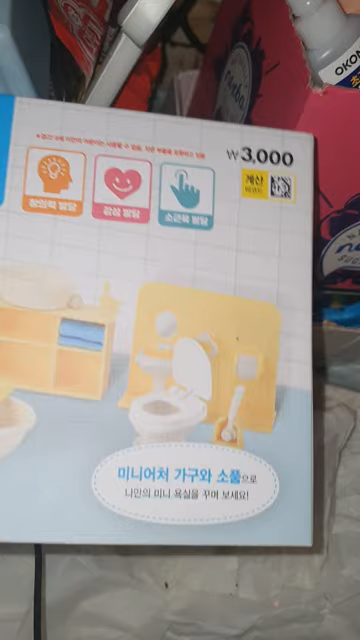 ₩3,000
계산
창의력 발달
감성 발달
소근육 발달
미니어처 가구와 소품으로
나만의 미니 욕실을 꾸며 보세요!
OKON